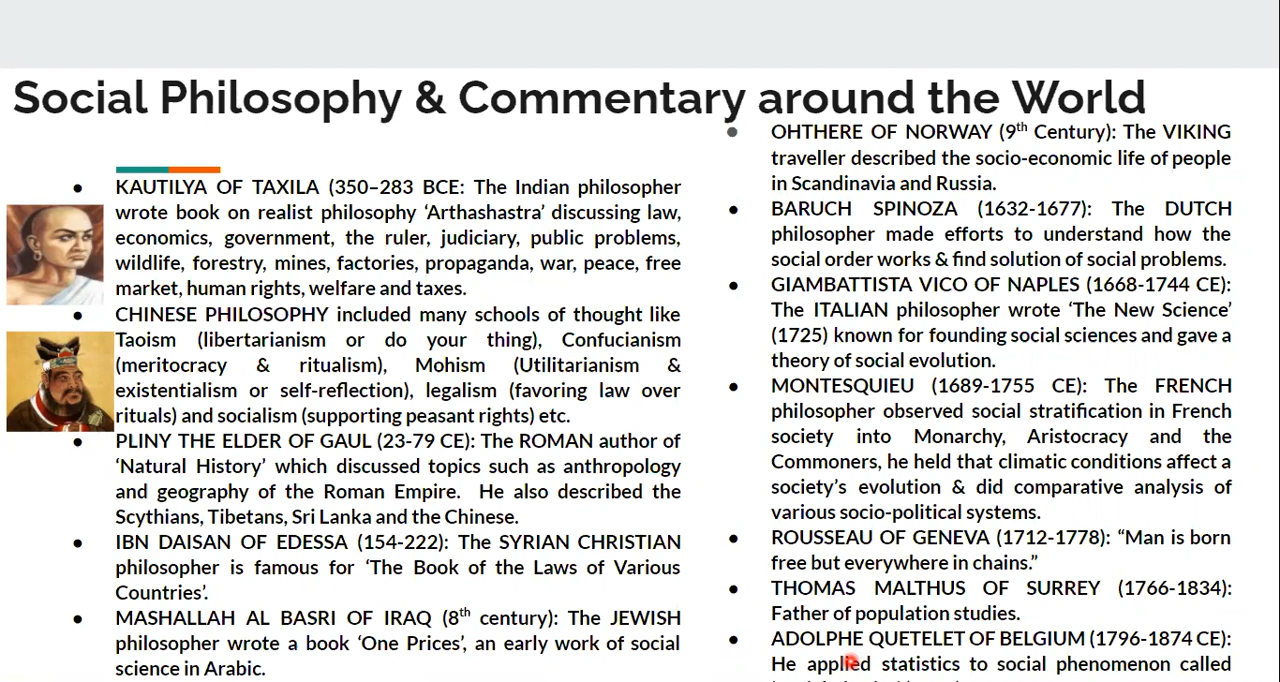 Social Philosophy & Commentary around the World
● KAUTILYA OF TAXILA (350–283 BCE: The Indian philosopher
wrote book on realist philosophy ‘Arthashastra’ discussing law,
economics, government, the ruler, judiciary, public problems,
wildlife, forestry, mines, factories, propaganda, war, peace, free
market, human rights, welfare and taxes.
● CHINESE PHILOSOPHY included many schools of thought like
Taoism (libertarianism or do your thing), Confucianism
(meritocracy & ritualism), Mohism (Utilitarianism &
existentialism or self-reflection), legalism (favoring law over
rituals) and socialism (supporting peasant rights) etc.
● PLINY THE ELDER OF GAUL (23-79 CE): The ROMAN author of
‘Natural History’ which discussed topics such as anthropology
and geography of the Roman Empire. He also described the
Scythians, Tibetans, Sri Lanka and the Chinese.
● IBN DAISAN OF EDESSA (154-222): The SYRIAN CHRISTIAN
philosopher is famous for ‘The Book of the Laws of Various
Countries’.
● MASHALLAH AL BASRI OF IRAQ (8th century): The JEWISH
philosopher wrote a book ‘One Prices’, an early work of social
science in Arabic.
● OHTHERE OF NORWAY (9th Century): The VIKING
traveller described the socio-economic life of people
in Scandinavia and Russia.
● BARUCH SPINOZA (1632-1677): The DUTCH
philosopher made efforts to understand how the
social order works & find solution of social problems.
● GIAMBATTISTA VICO OF NAPLES (1668-1744 CE):
The ITALIAN philosopher wrote ‘The New Science’
(1725) known for founding social sciences and gave a
theory of social evolution.
● MONTESQUIEU (1689-1755 CE): The FRENCH
philosopher observed social stratification in French
society into Monarchy, Aristocracy and the
Commoners, he held that climatic conditions affect a
society’s evolution & did comparative analysis of
various socio-political systems.
● ROUSSEAU OF GENEVA (1712-1778): “Man is born
free but everywhere in chains.”
● THOMAS MALTHUS OF SURREY (1766-1834):
Father of population studies.
● ADOLPHE QUETELET OF BELGIUM (1796-1874 CE):
He applied statistics to social phenomenon called